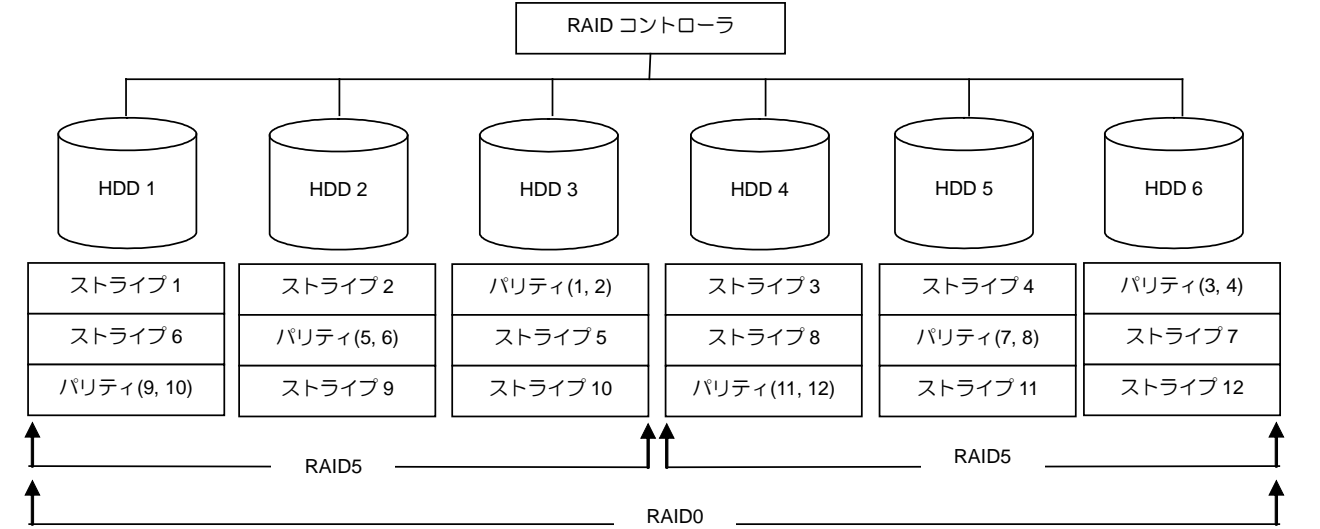 RAID コントローラ
HDD 1
HDD 2
HDD 3
HDD 4
HDD 5
HDD 6
ストライプ 1
ストライプ 2
パリティ(1, 2)
ストライプ 3
ストライプ 4
パリティ(3, 4)
ストライプ 6
パリティ(5, 6)
ストライプ 5
ストライプ 8
パリティ(7, 8)
ストライプ 7
パリティ(9, 10)
ストライプ 9
ストライプ 10
パリティ(11, 12)
ストライプ 11
ストライプ 12
RAID5
RAID5
RAID0